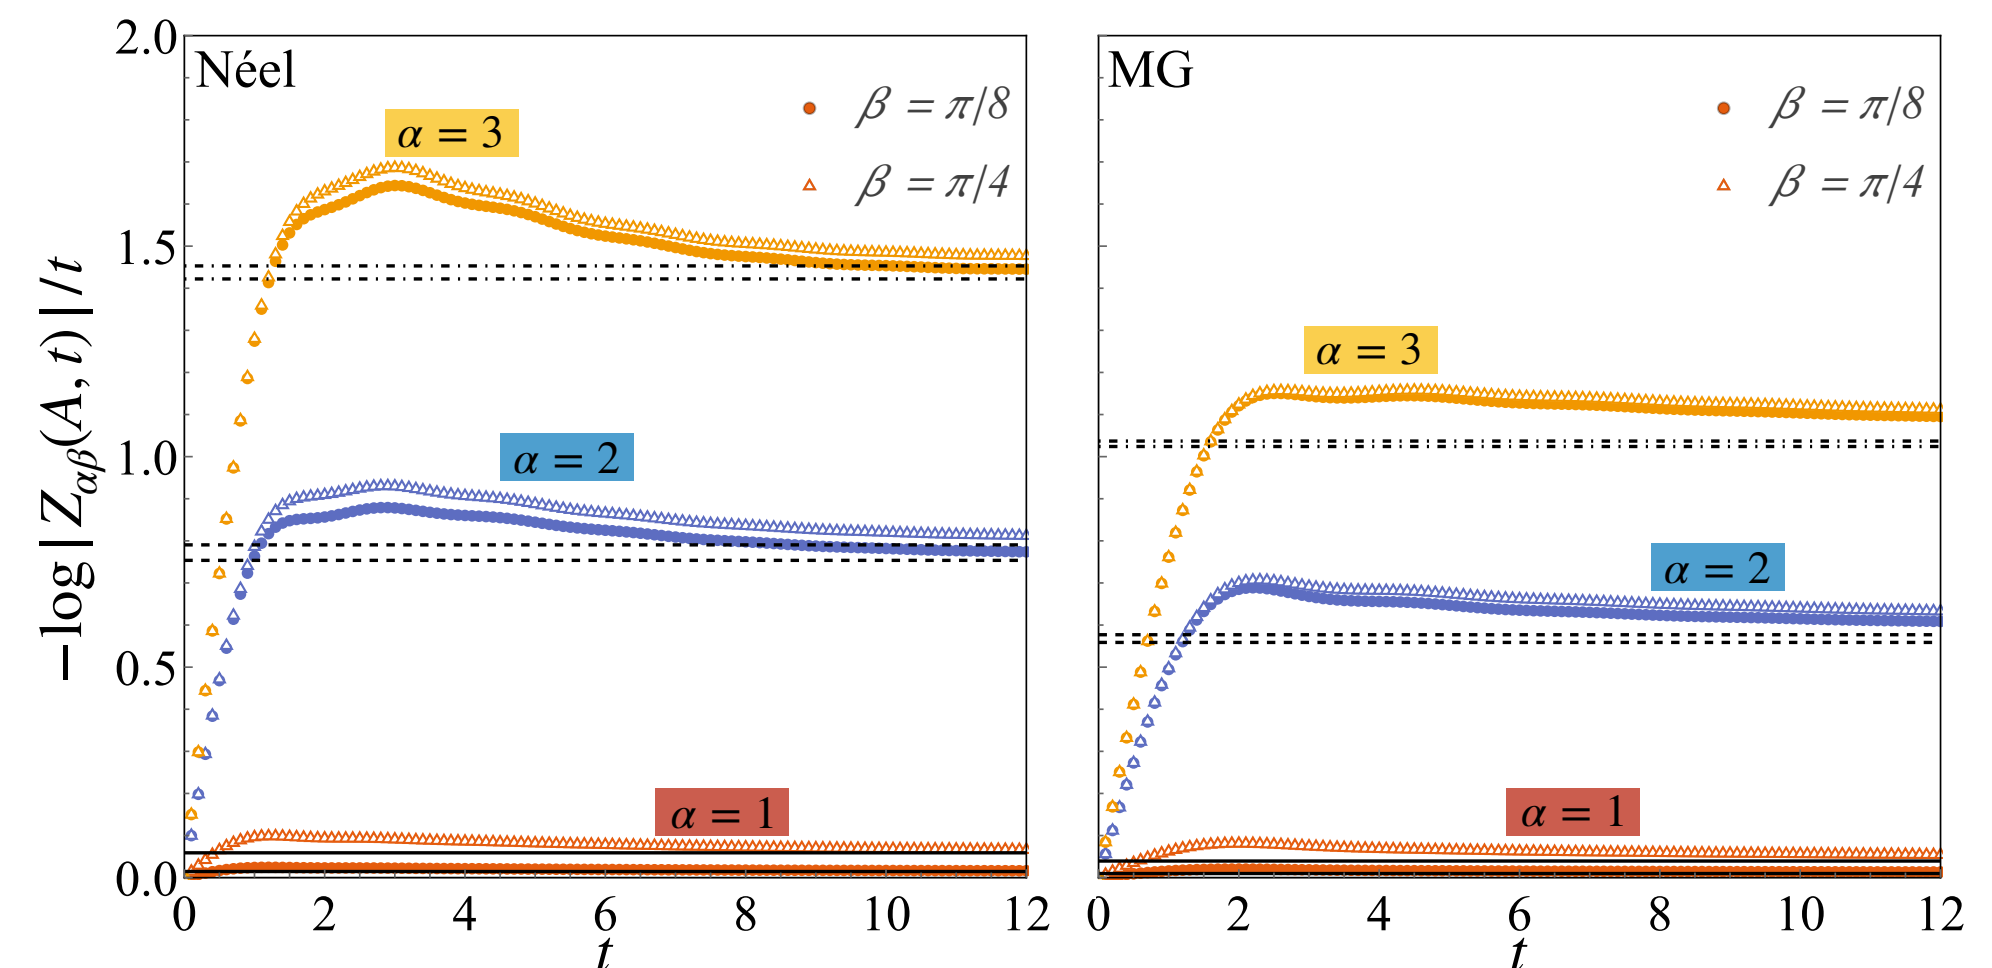 Néel
β = π/8
β = π/4
α = 3
α = 2
α = 1
−log|Zαβ(A, t)|/t
2.0
1.5
1.0
0.5
0.0
0 2 4 6 8 10 12
t
MG
β = π/8
β = π/4
α = 3
α = 2
α = 1
0 2 4 6 8 10 12
t